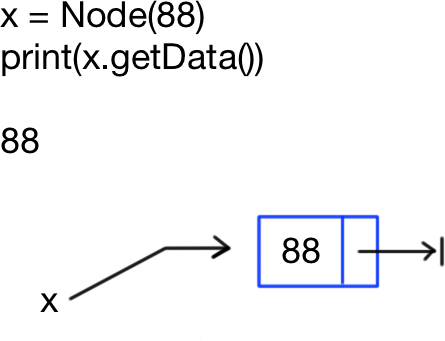 x = Node(88)
print(x.getData())
88
88
x